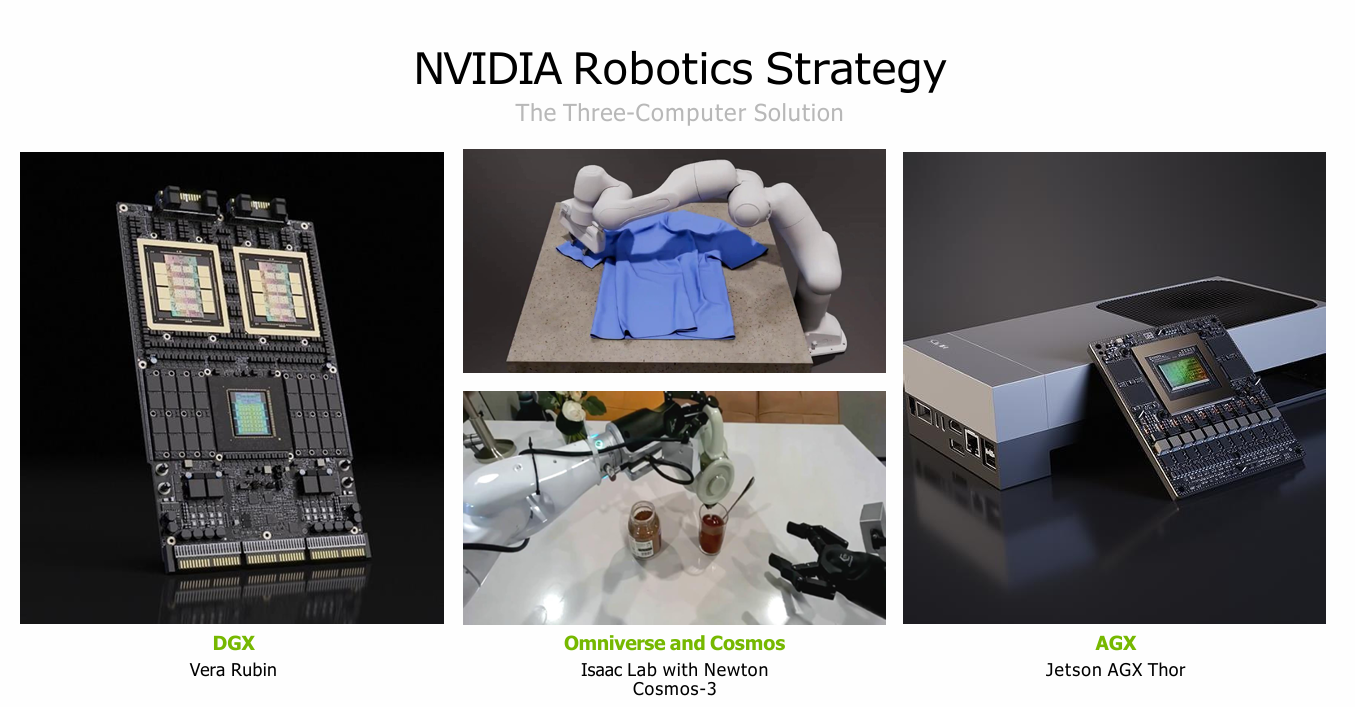 NVIDIA Robotics Strategy
The Three-Computer Solution
DGX
Vera Rubin
Omniverse and Cosmos
Isaac Lab with Newton
Cosmos-3
AGX
Jetson AGX Thor